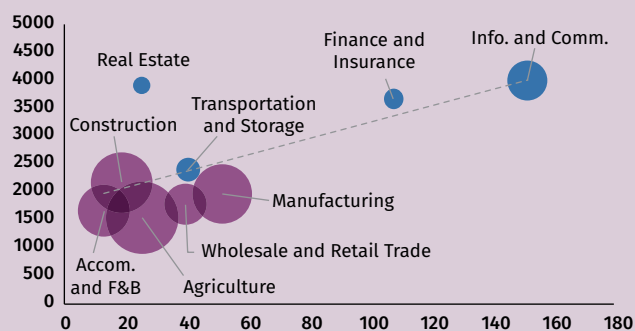 5000
4500
4000
3500
3000
2500
2000
1500
1000
500
0
Real Estate
Finance and
Insurance
Info. and Comm.
Transportation
and Storage
Construction
Manufacturing
Wholesale and Retail Trade
Accom.
and F&B
Agriculture
0 20 40 60 80 100 120 140 160 180